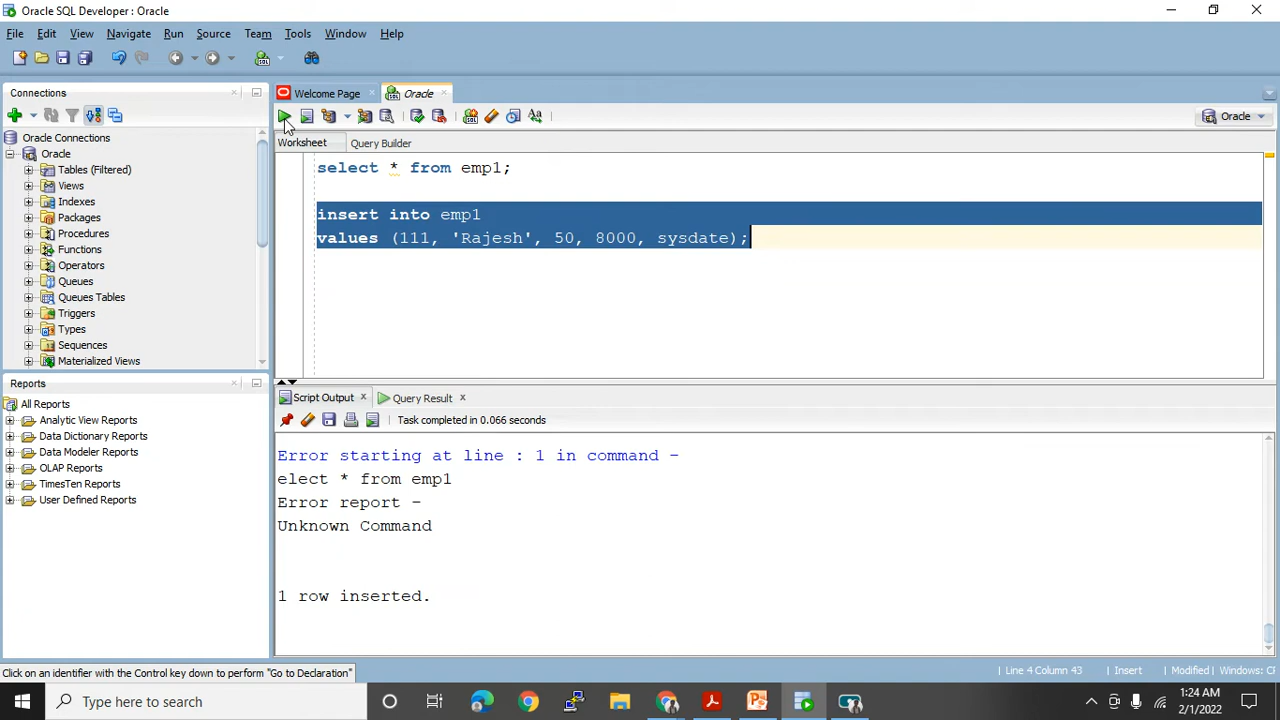 Oracle SQL Developer : Oracle
File Edit View Navigate Run Source Team Tools Window Help
Connections
Oracle Connections
Oracle
Tables (Filtered)
Views
Indexes
Packages
Procedures
Functions
Operators
Queues
Queues Tables
Triggers
Types
Sequences
Materialized Views
Reports
All Reports
Analytic View Reports
Data Dictionary Reports
Data Modeler Reports
OLAP Reports
TimesTen Reports
User Defined Reports
Welcome Page Oracle
Oracle
Worksheet Query Builder
select * from emp1;
insert into emp1
values (111, 'Rajesh', 50, 8000, sysdate);
Script Output Query Result
Task completed in 0.066 seconds
Error starting at line : 1 in command -
elect * from emp1
Error report -
Unknown Command
1 row inserted.
Click on an identifier with the Control key down to perform "Go to Declaration"
Line 4 Column 43 Insert Modified Windows: CF
Type here to search
1:24 AM
2/1/2022